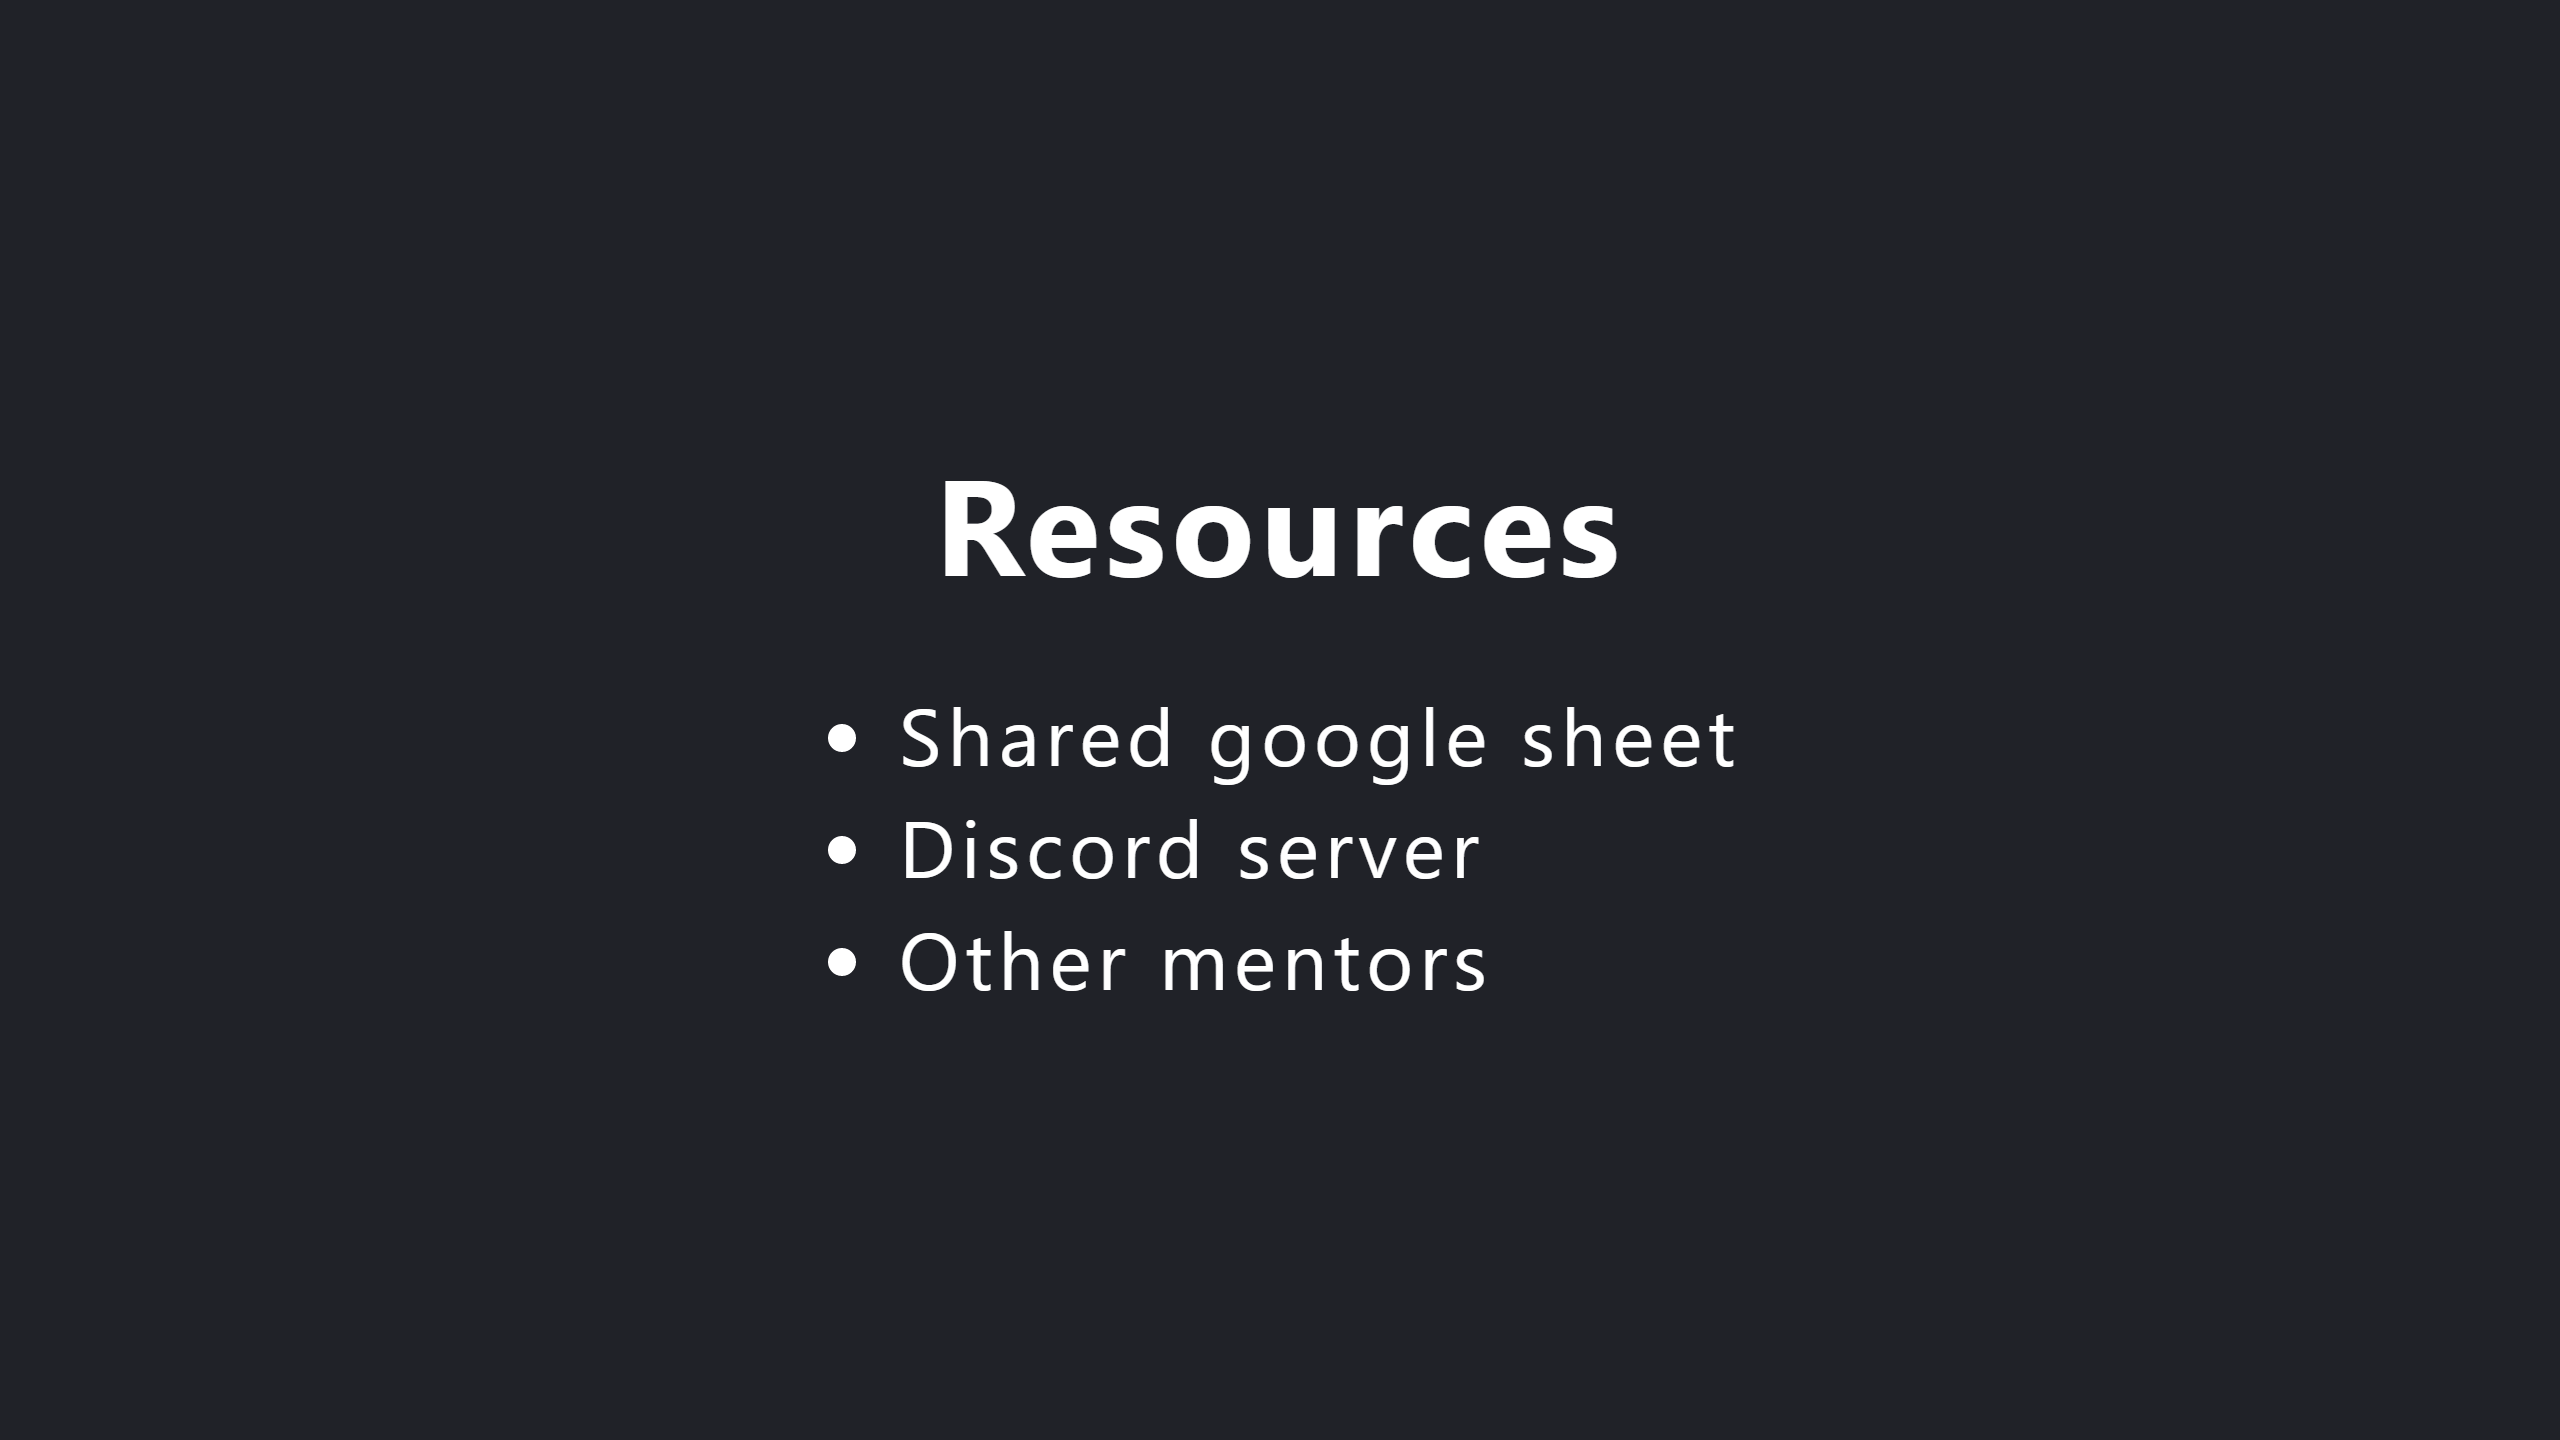 Resources
• Shared google sheet
• Discord server
• Other mentors